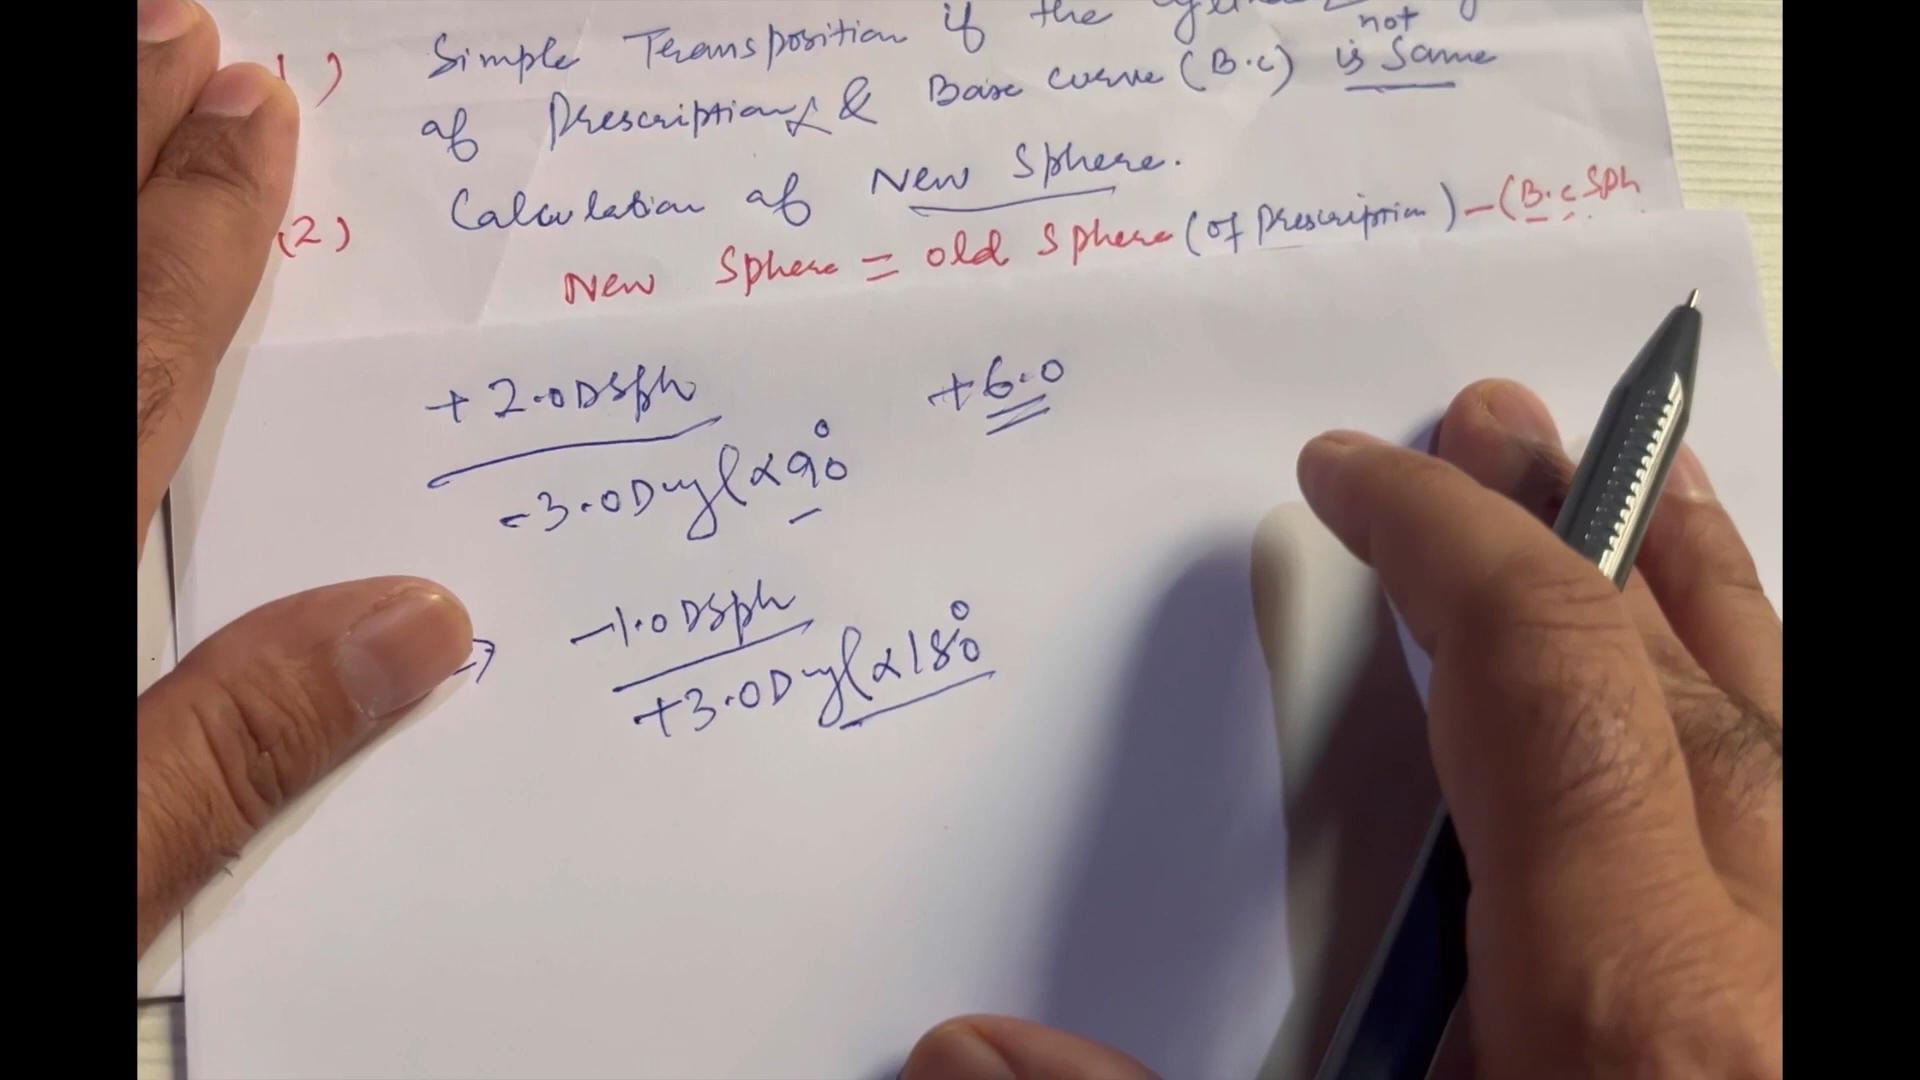 1) Simple Transposition if the
not
of Prescription & Base curve (B.C) is Same
(2) Calculation of New Sphere.
New Sphere = old Sphere (of Prescription) - (B.C Sph
+2.0DSph +6.0
-3.0Dcyl x 90°
→ -1.0DSph
+3.0Dcyl x 180°